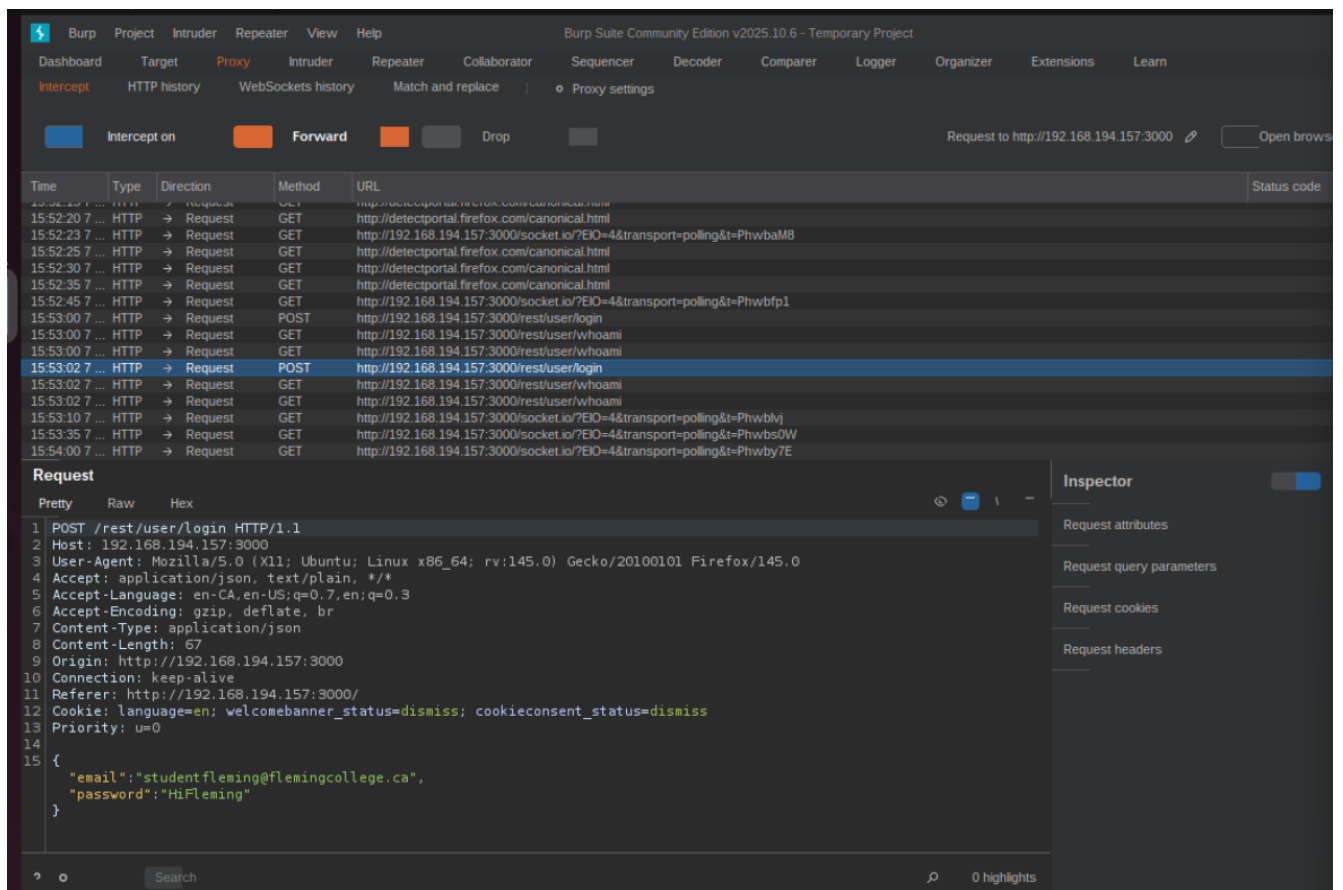 Burp Project Intruder Repeater View Help Burp Suite Community Edition v2025.10.6 - Temporary Project
Dashboard Target Proxy Intruder Repeater Collaborator Sequencer Decoder Comparer Logger Organizer Extensions Learn
Intercept HTTP history WebSockets history Match and replace Proxy settings
Intercept on Forward Drop Request to http://192.168.194.157:3000 Open brows
Time Type Direction Method URL Status code
15:52:20 7 ... HTTP → Request GET http://detectportal.firefox.com/canonical.html
15:52:23 7 ... HTTP → Request GET http://192.168.194.157:3000/socket.io/?EIO=4&transport=polling&t=PhwbaM8
15:52:25 7 ... HTTP → Request GET http://detectportal.firefox.com/canonical.html
15:52:30 7 ... HTTP → Request GET http://detectportal.firefox.com/canonical.html
15:52:35 7 ... HTTP → Request GET http://detectportal.firefox.com/canonical.html
15:52:45 7 ... HTTP → Request GET http://192.168.194.157:3000/socket.io/?EIO=4&transport=polling&t=Phwbfp1
15:53:00 7 ... HTTP → Request POST http://192.168.194.157:3000/rest/user/login
15:53:00 7 ... HTTP → Request GET http://192.168.194.157:3000/rest/user/whoami
15:53:00 7 ... HTTP → Request GET http://192.168.194.157:3000/rest/user/whoami
15:53:02 7 ... HTTP → Request POST http://192.168.194.157:3000/rest/user/login
15:53:02 7 ... HTTP → Request GET http://192.168.194.157:3000/rest/user/whoami
15:53:02 7 ... HTTP → Request GET http://192.168.194.157:3000/rest/user/whoami
15:53:10 7 ... HTTP → Request GET http://192.168.194.157:3000/socket.io/?EIO=4&transport=polling&t=Phwblvj
15:53:35 7 ... HTTP → Request GET http://192.168.194.157:3000/socket.io/?EIO=4&transport=polling&t=Phwbs0W
15:54:00 7 ... HTTP → Request GET http://192.168.194.157:3000/socket.io/?EIO=4&transport=polling&t=Phwby7E
Request
Pretty Raw Hex
1 POST /rest/user/login HTTP/1.1
2 Host: 192.168.194.157:3000
3 User-Agent: Mozilla/5.0 (X11; Ubuntu; Linux x86_64; rv:145.0) Gecko/20100101 Firefox/145.0
4 Accept: application/json, text/plain, */*
5 Accept-Language: en-CA,en-US;q=0.7,en;q=0.3
6 Accept-Encoding: gzip, deflate, br
7 Content-Type: application/json
8 Content-Length: 67
9 Origin: http://192.168.194.157:3000
10 Connection: keep-alive
11 Referer: http://192.168.194.157:3000/
12 Cookie: language=en; welcomebanner_status=dismiss; cookieconsent_status=dismiss
13 Priority: u=0
14
15 {
"email":"studentfleming@flemingcollege.ca",
"password":"HiFleming"
}
Inspector
Request attributes
Request query parameters
Request cookies
Request headers
Search 0 highlights